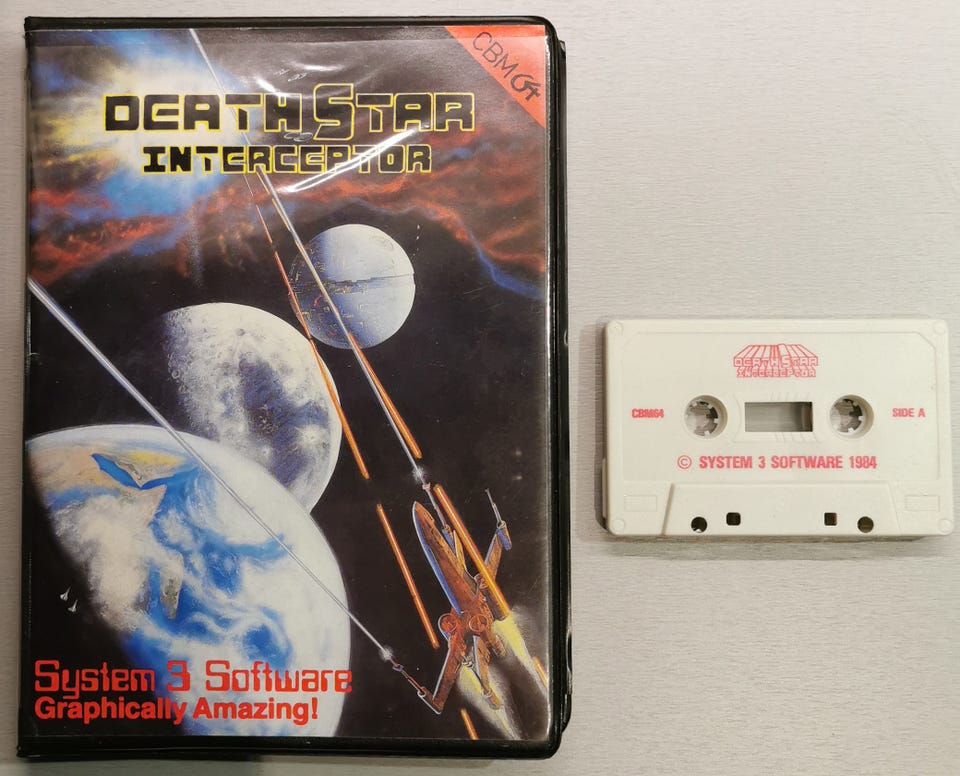 CBM 64
DEATH STAR
INTERCEPTOR
System 3 Software
Graphically Amazing!
DEATH STAR
INTERCEPTOR
CBM64
SIDE A
© SYSTEM 3 SOFTWARE 1984